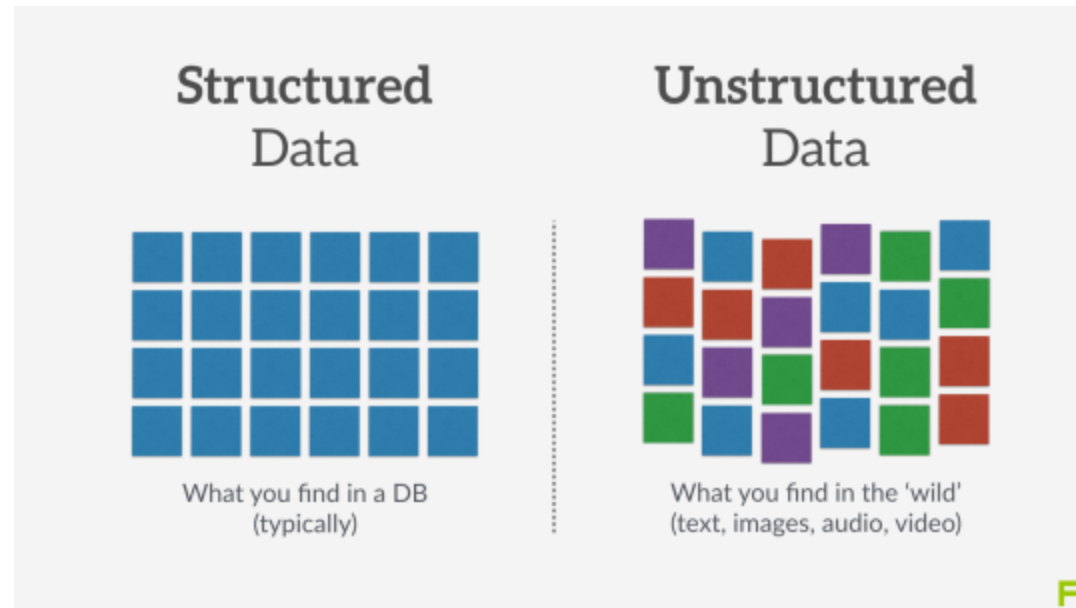 Structured
Data
What you find in a DB
(typically)
Unstructured
Data
What you find in the ‘wild’
(text, images, audio, video)
F